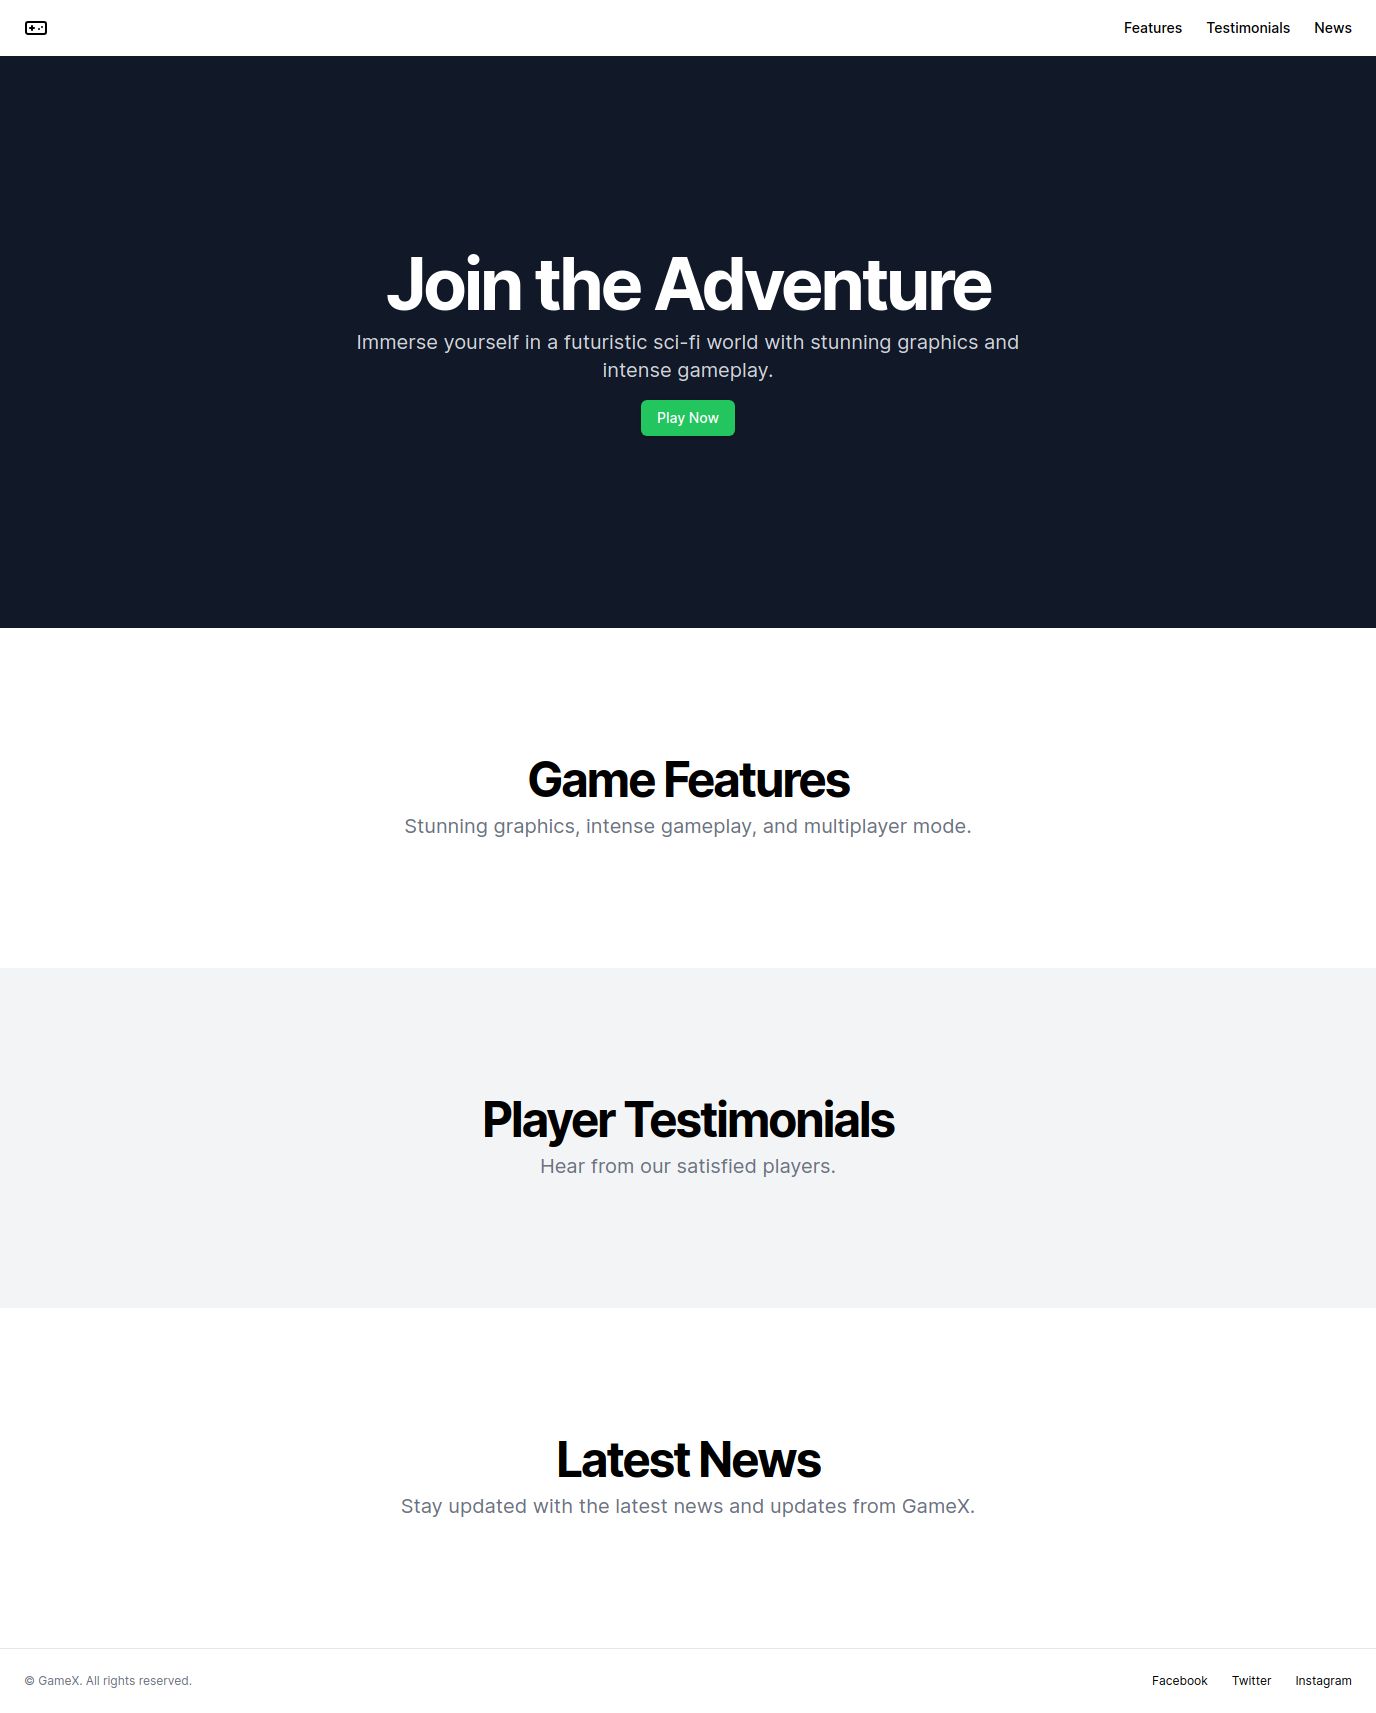 Features Testimonials News
Join the Adventure
Immerse yourself in a futuristic sci-fi world with stunning graphics and
intense gameplay.
Play Now
Game Features
Stunning graphics, intense gameplay, and multiplayer mode.
Player Testimonials
Hear from our satisfied players.
Latest News
Stay updated with the latest news and updates from GameX.
© GameX. All rights reserved.
Facebook Twitter Instagram